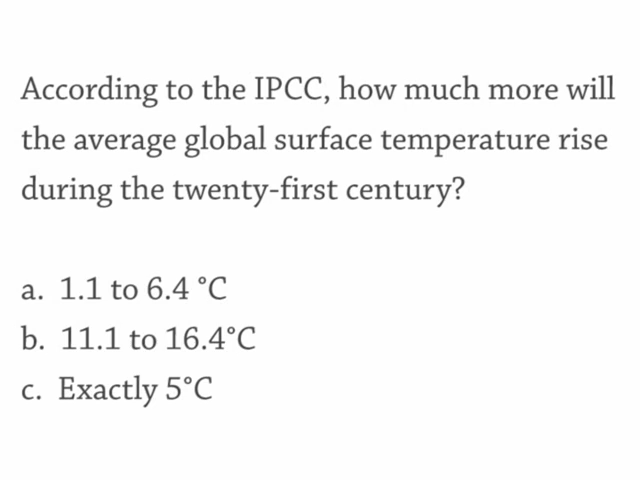 According to the IPCC, how much more will
the average global surface temperature rise
during the twenty-first century?
a. 1.1 to 6.4 °C
b. 11.1 to 16.4°C
c. Exactly 5°C